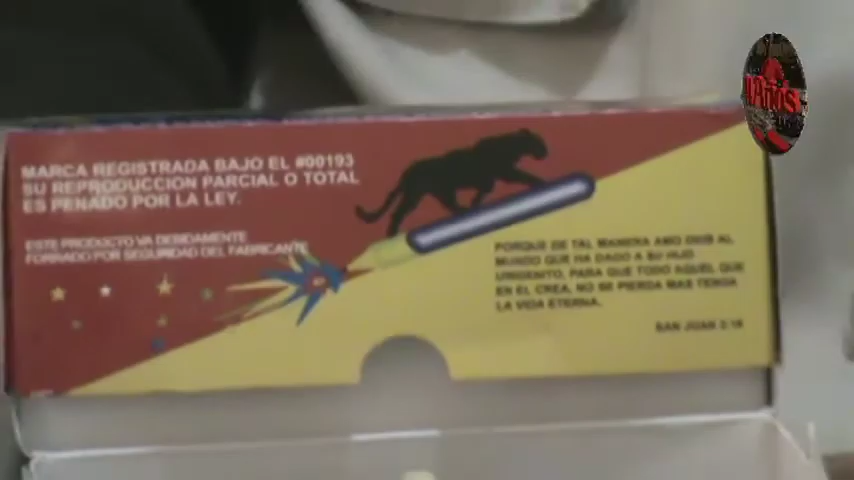 MARCA REGISTRADA BAJO EL #00193
SU REPRODUCCION PARCIAL O TOTAL
ES PENADO POR LA LEY.
ESTE PRODUCTO VA DEBIDAMENTE
FORRADO POR SEGURIDAD DEL FABRICANTE
PORQUE DE TAL MANERA AMO DIOS AL
MUNDO QUE HA DADO A SU HIJO
UNIGENITO, PARA QUE TODO AQUEL QUE
EN EL CREA, NO SE PIERDA MAS TENGA
LA VIDA ETERNA.
SAN JUAN 3:16